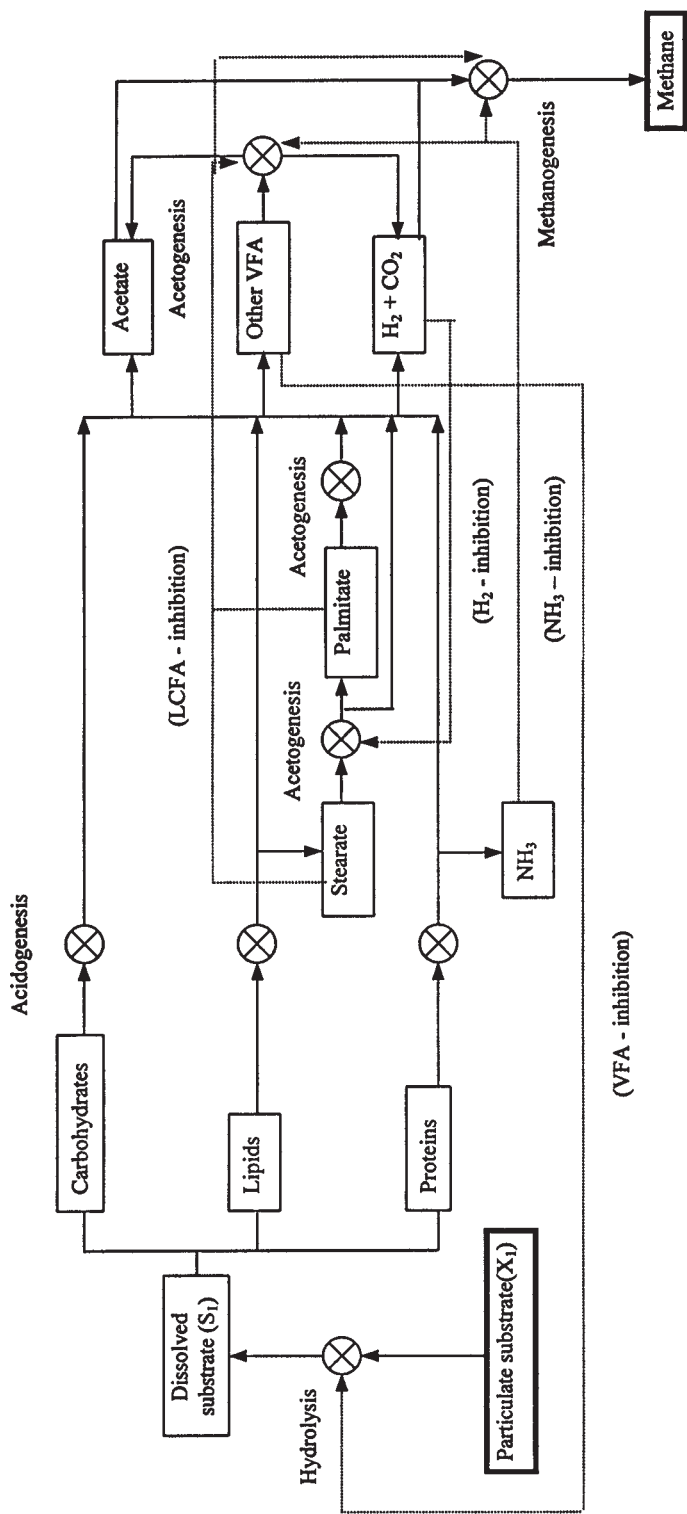 Acidogenesis
Carbohydrates
Lipids
Proteins
Dissolved
substrate (S₁)
Hydrolysis
Particulate substrate(X₁)
(LCFA - inhibition)
Stearate
Acetogenesis
Palmitate
Acetogenesis
NH₃
(H₂ - inhibition)
(NH₃ – inhibition)
(VFA - inhibition)
Acetate
Acetogenesis
Other VFA
H₂ + CO₂
Methanogenesis
Methane